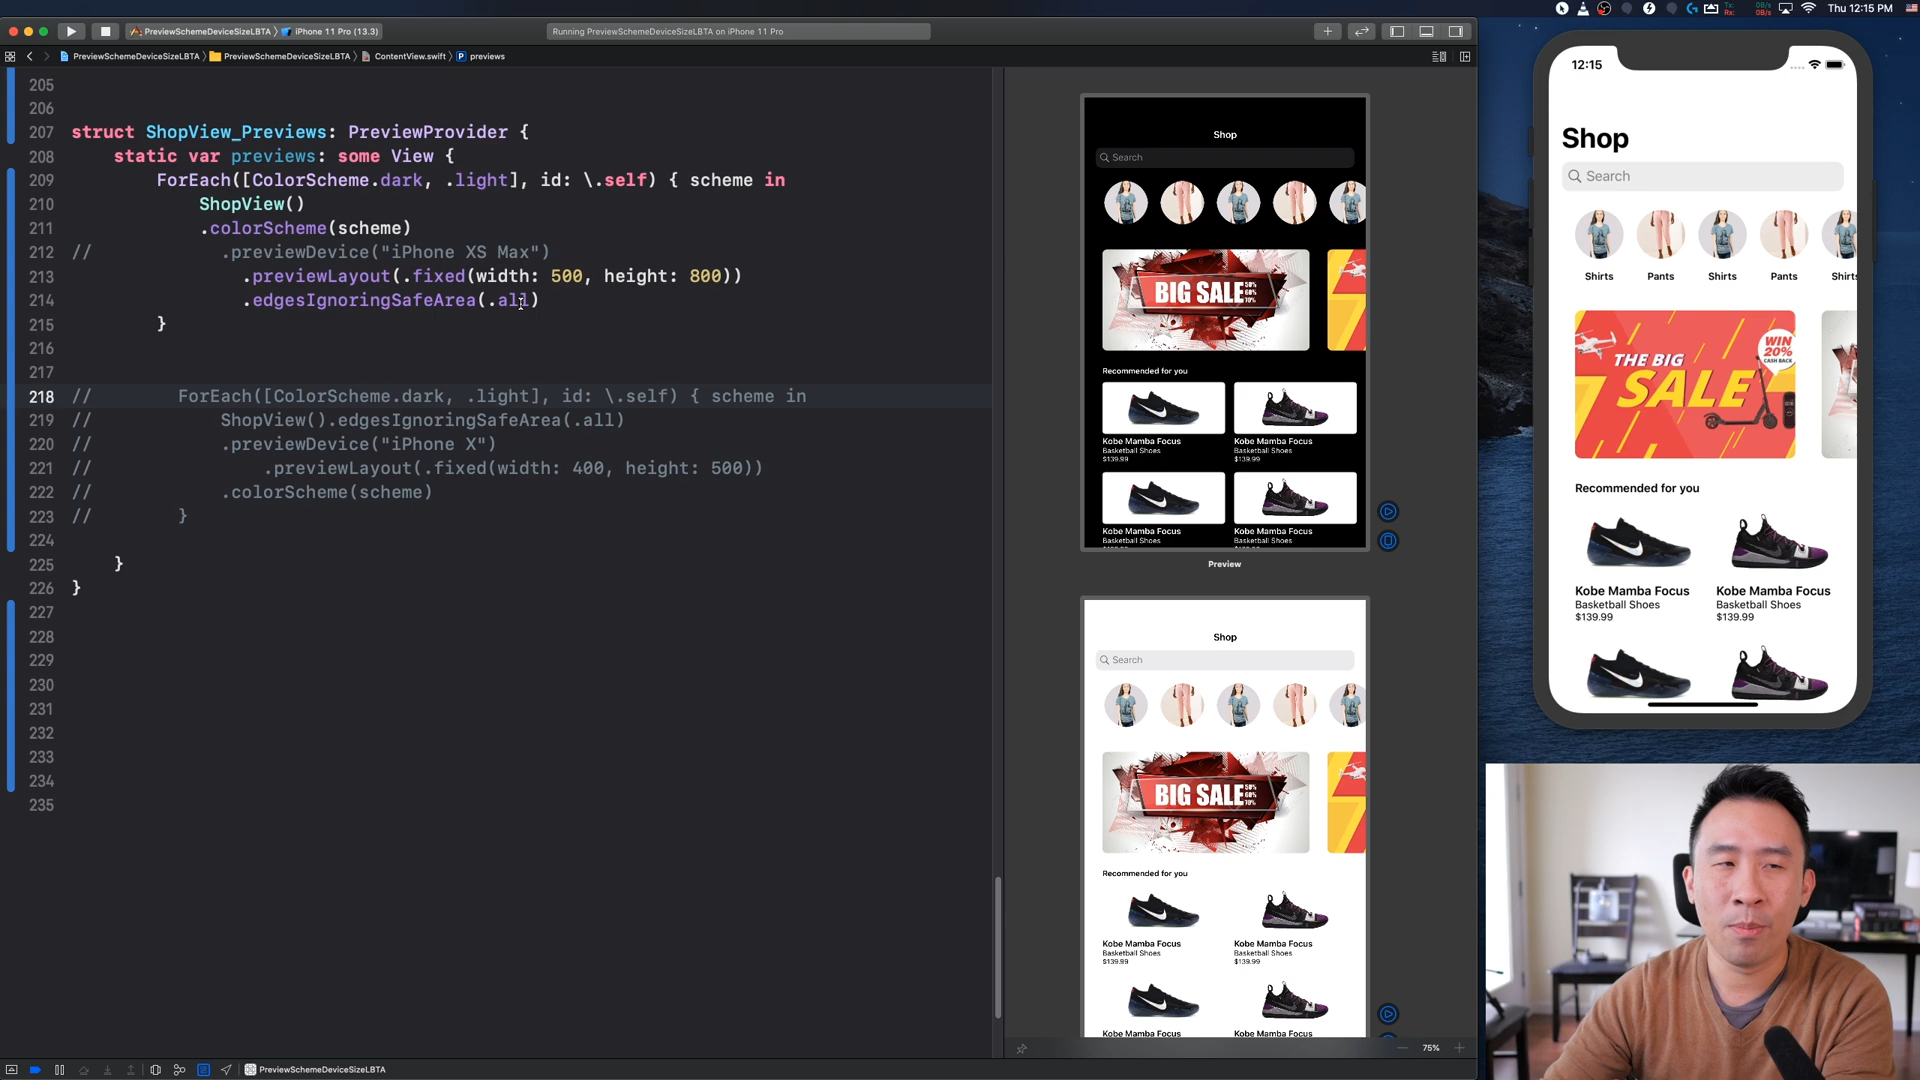 Thu 12:15 PM
PreviewSchemeDeviceSizeLBTA
iPhone 11 Pro (13.3)
Running PreviewSchemeDeviceSizeLBTA on iPhone 11 Pro
PreviewSchemeDeviceSizeLBTA
PreviewSchemeDeviceSizeLBTA
ContentView.swift
P previews
205
206
207 struct ShopView_Previews: PreviewProvider {
208 static var previews: some View {
209 ForEach([ColorScheme.dark, .light], id: \.self) { scheme in
210 ShopView()
211 .colorScheme(scheme)
212 // .previewDevice("iPhone XS Max")
213 .previewLayout(.fixed(width: 500, height: 800))
214 .edgesIgnoringSafeArea(.all)
215 }
216
217
218 // ForEach([ColorScheme.dark, .light], id: \.self) { scheme in
219 // ShopView().edgesIgnoringSafeArea(.all)
220 // .previewDevice("iPhone X")
221 // .previewLayout(.fixed(width: 400, height: 500))
222 // .colorScheme(scheme)
223 // }
224
225 }
226 }
227
228
229
230
231
232
233
234
235
Shop
Search
BIG SALE
50%
60%
70%
Recommended for you
Kobe Mamba Focus
Basketball Shoes
$139.99
Kobe Mamba Focus
Basketball Shoes
$139.99
Kobe Mamba Focus
Basketball Shoes
Kobe Mamba Focus
Basketball Shoes
Preview
Shop
Search
BIG SALE
50%
60%
70%
Recommended for you
Kobe Mamba Focus
Basketball Shoes
$139.99
Kobe Mamba Focus
Basketball Shoes
$139.99
Kobe Mamba Focus
Kobe Mamba Focus
75%
PreviewSchemeDeviceSizeLBTA
12:15
Shop
Search
Shirts
Pants
Shirts
Pants
Shirts
THE BIG
SALE
WIN
20%
CASH BACK
Recommended for you
Kobe Mamba Focus
Basketball Shoes
$139.99
Kobe Mamba Focus
Basketball Shoes
$139.99